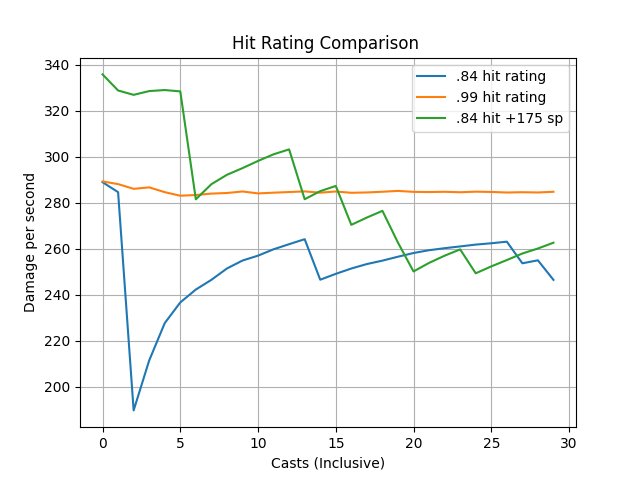 Hit Rating Comparison
.84 hit rating
.99 hit rating
.84 hit +175 sp
Damage per second
340
320
300
280
260
240
220
200
0 5 10 15 20 25 30
Casts (Inclusive)